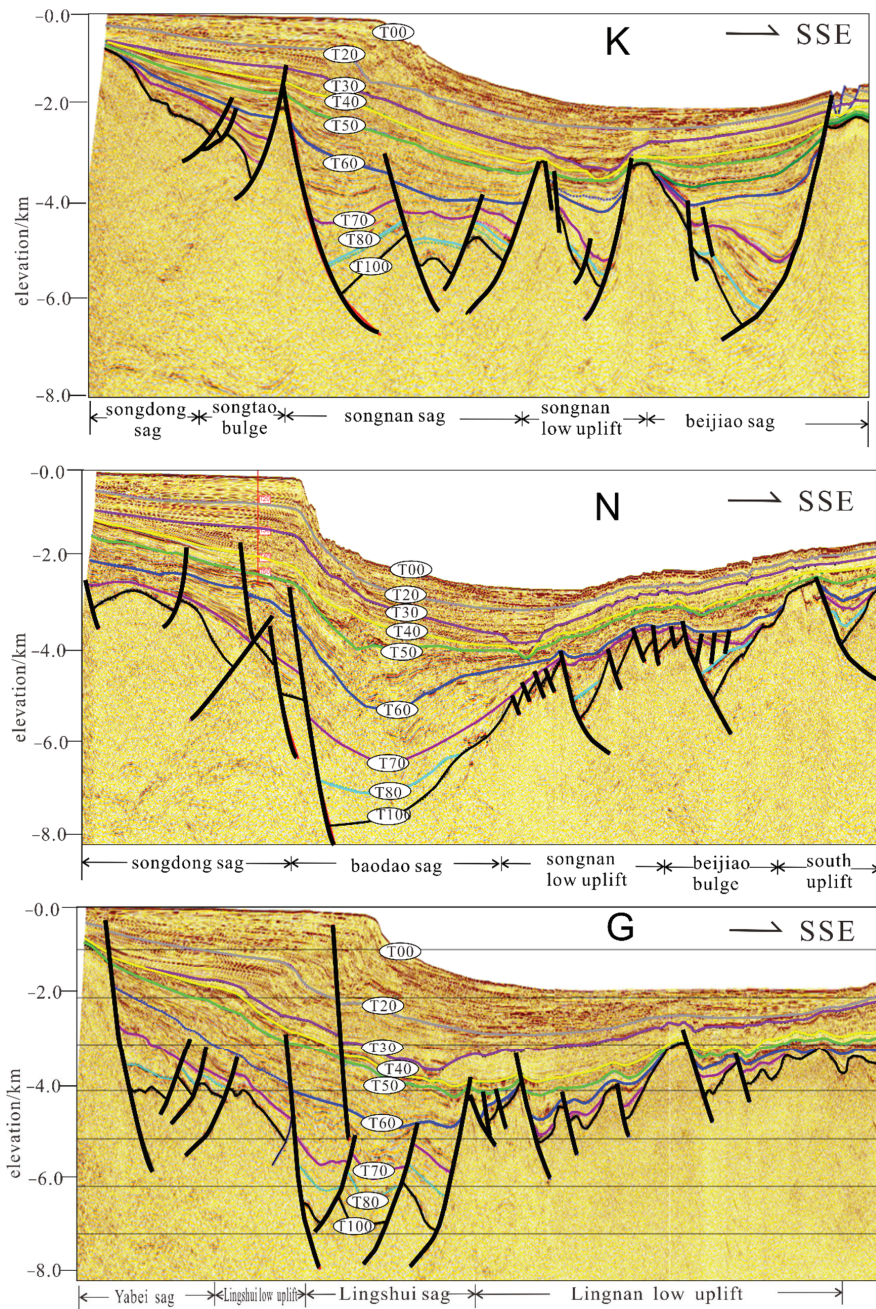 -0.0
K
SSE
T00
T20
T30
T40
T50
T60
T70
T80
T100
-2.0
-4.0
-6.0
-8.0
elevation/km
songdong sag
songtao bulge
songnan sag
songnan low uplift
beijiao sag
-0.0
N
SSE
T00
T20
T30
T40
T50
T60
T70
T80
T100
-2.0
-4.0
-6.0
-8.0
elevation/km
songdong sag
baodao sag
songnan low uplift
beijiao bulge
south uplift
-0.0
G
SSE
T00
T20
T30
T40
T50
T60
T70
T80
T100
-2.0
-4.0
-6.0
-8.0
elevation/km
Yabei sag
Lingshui low uplift
Lingshui sag
Lingnan low uplift